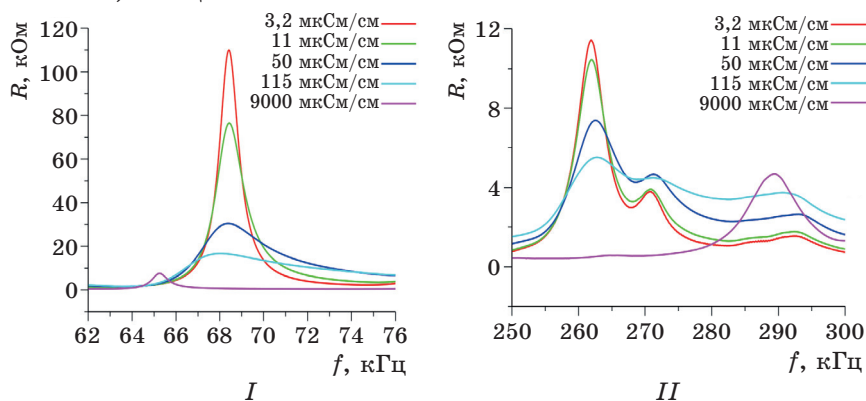 3,2 мкСм/см
11 мкСм/см
50 мкСм/см
115 мкСм/см
9000 мкСм/см
R, кОм
120
100
80
60
40
20
0
62 64 66 68 70 72 74 76
f, кГц
I
3,2 мкСм/см
11 мкСм/см
50 мкСм/см
115 мкСм/см
9000 мкСм/см
R, кОм
12
8
4
0
250 260 270 280 290 300
f, кГц
II